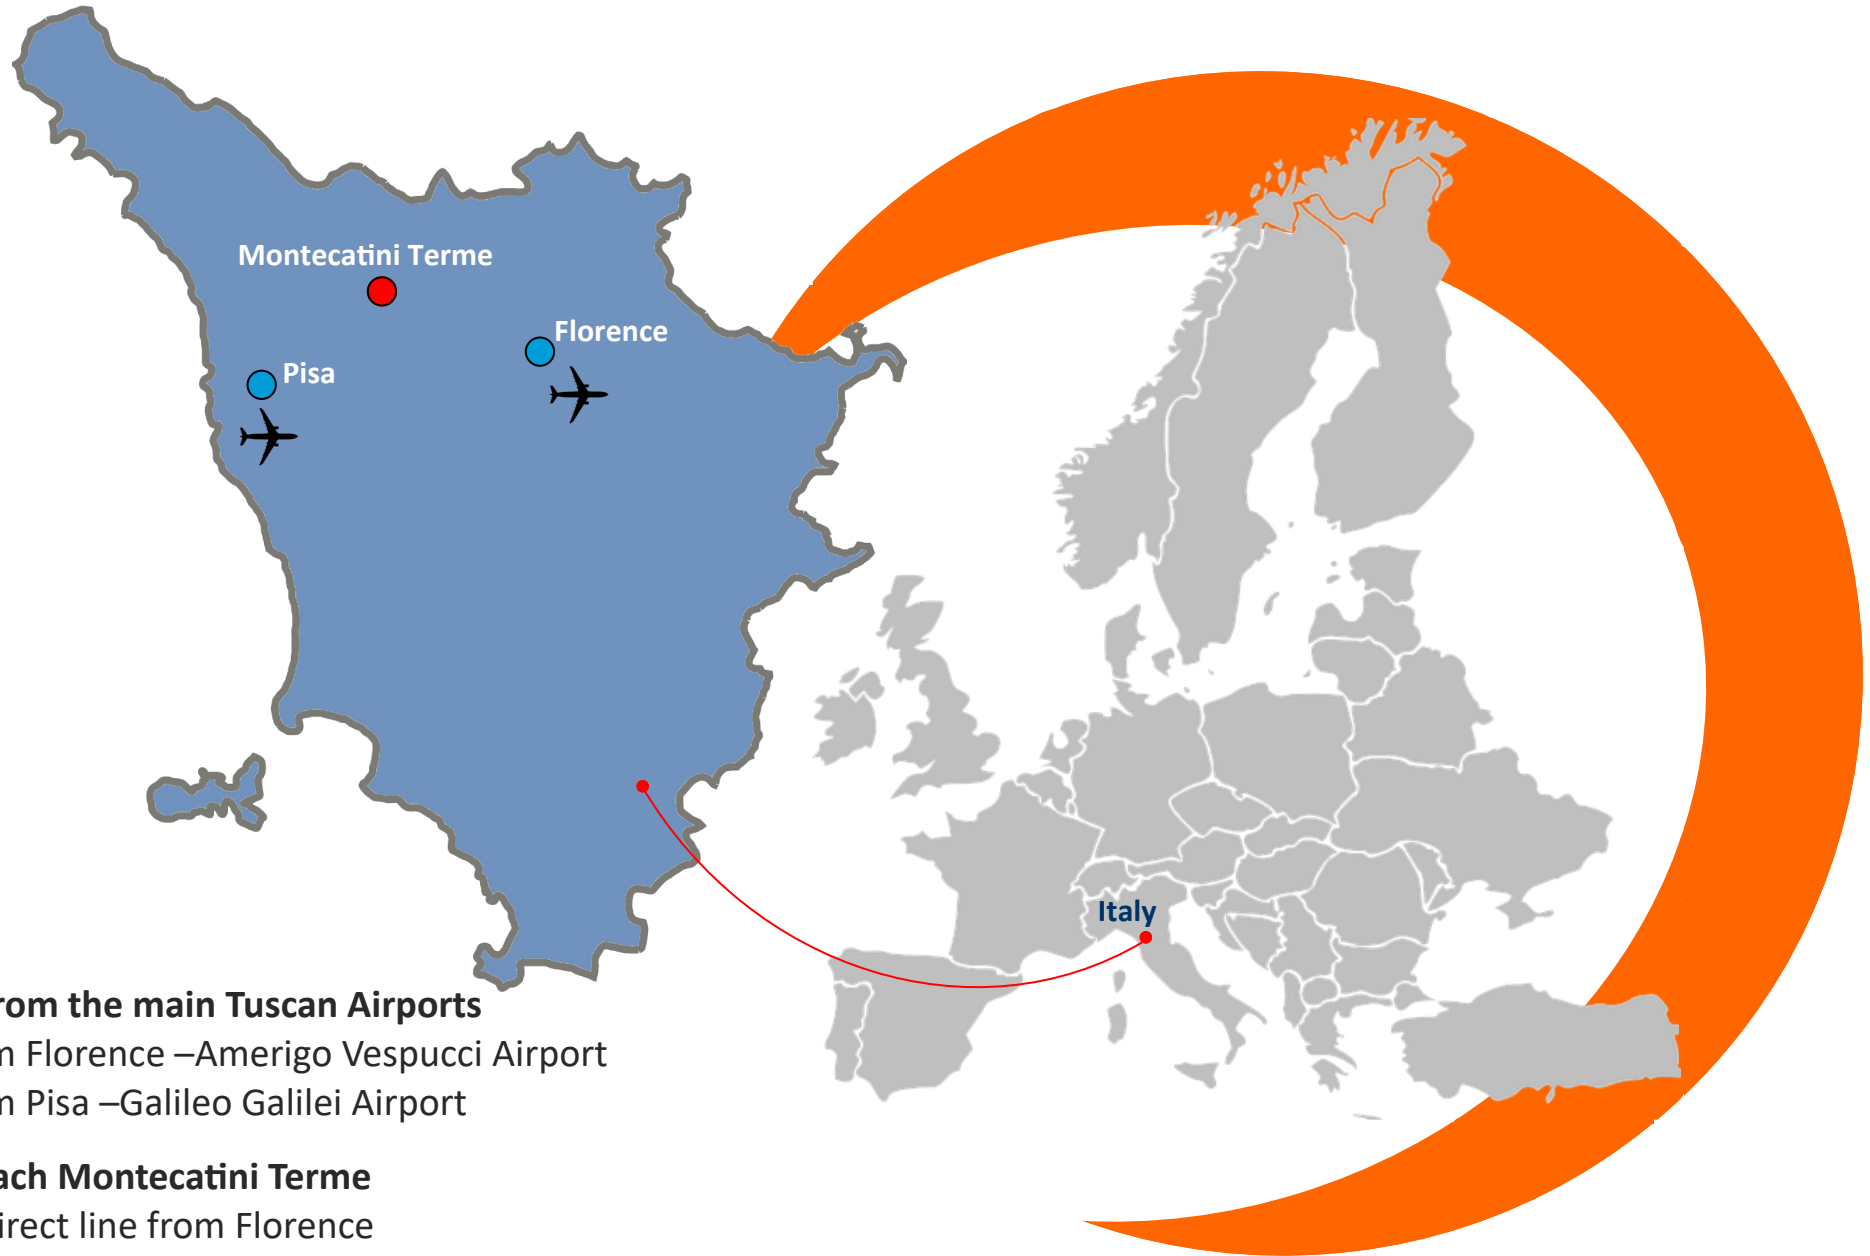 Montecatini Terme
Florence
Pisa
Italy
rom the main Tuscan Airports
m Florence –Amerigo Vespucci Airport
m Pisa –Galileo Galilei Airport
ach Montecatini Terme
irect line from Florence